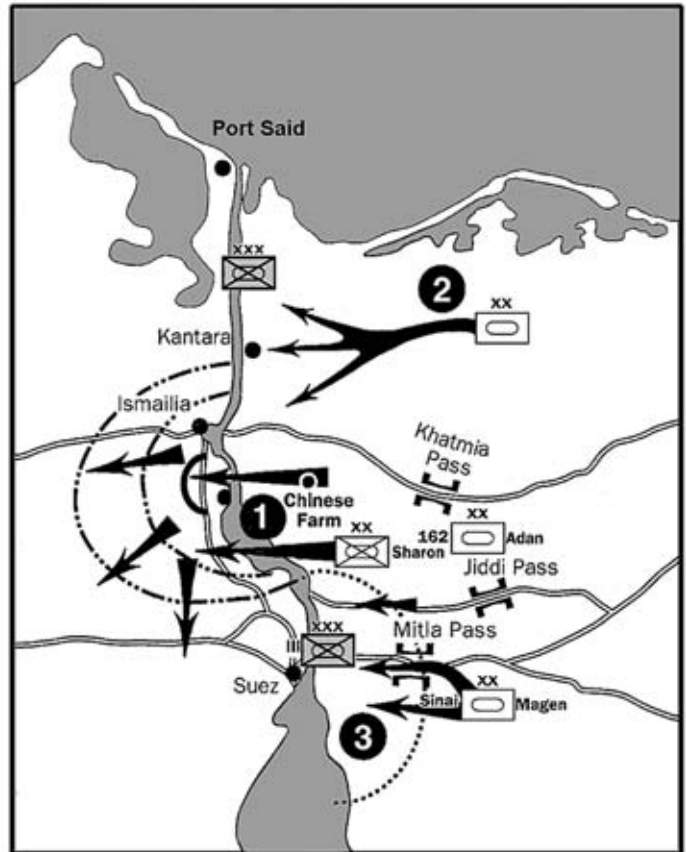 Port Said
XXX
2
XX
Kantara
Ismailia
Khatmia
Pass
Chinese
Farm
1
XX
162
Adan
XX
Sharon
Jiddi Pass
XXX
III
Mitla Pass
Suez
XX
Sinai
Magen
3